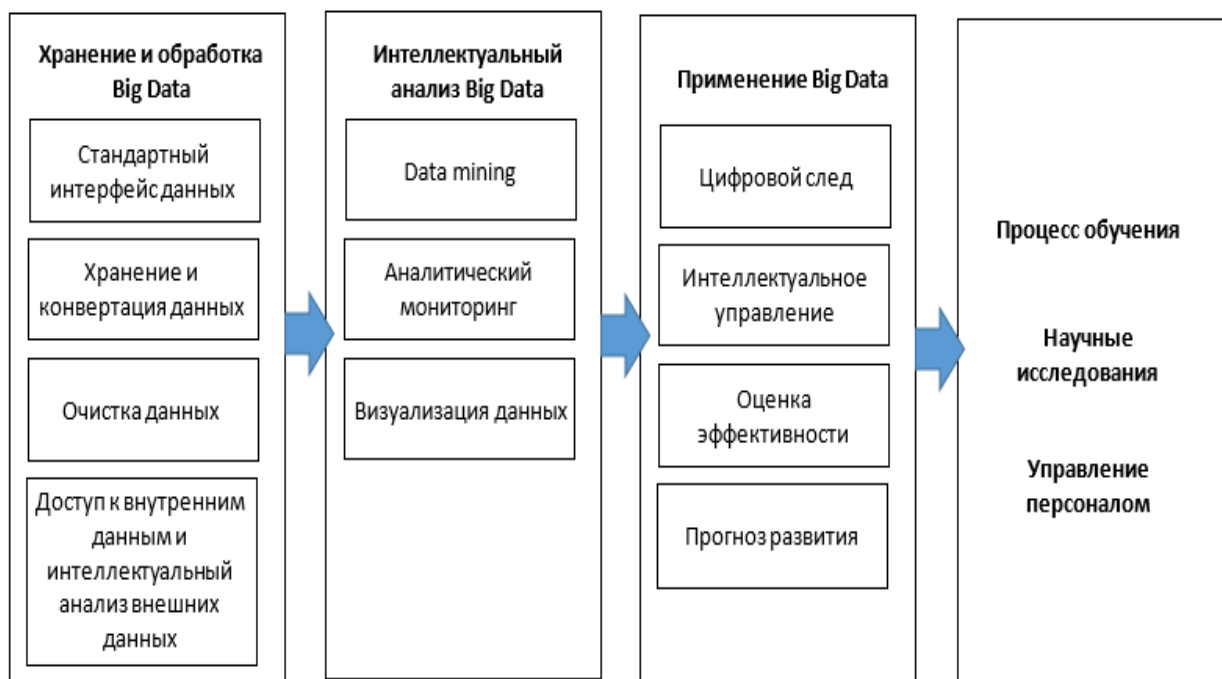 Хранение и обработка
Big Data
Стандартный
интерфейс данных
Хранение и
конвертация данных
Очистка данных
Доступ к внутренним
данным и
интеллектуальный
анализ внешних
данных
Интеллектуальный
анализ Big Data
Data mining
Аналитический
мониторинг
Визуализация данных
Применение Big Data
Цифровой след
Интеллектуальное
управление
Оценка
эффективности
Прогноз развития
Процесс обучения
Научные
исследования
Управление
персоналом